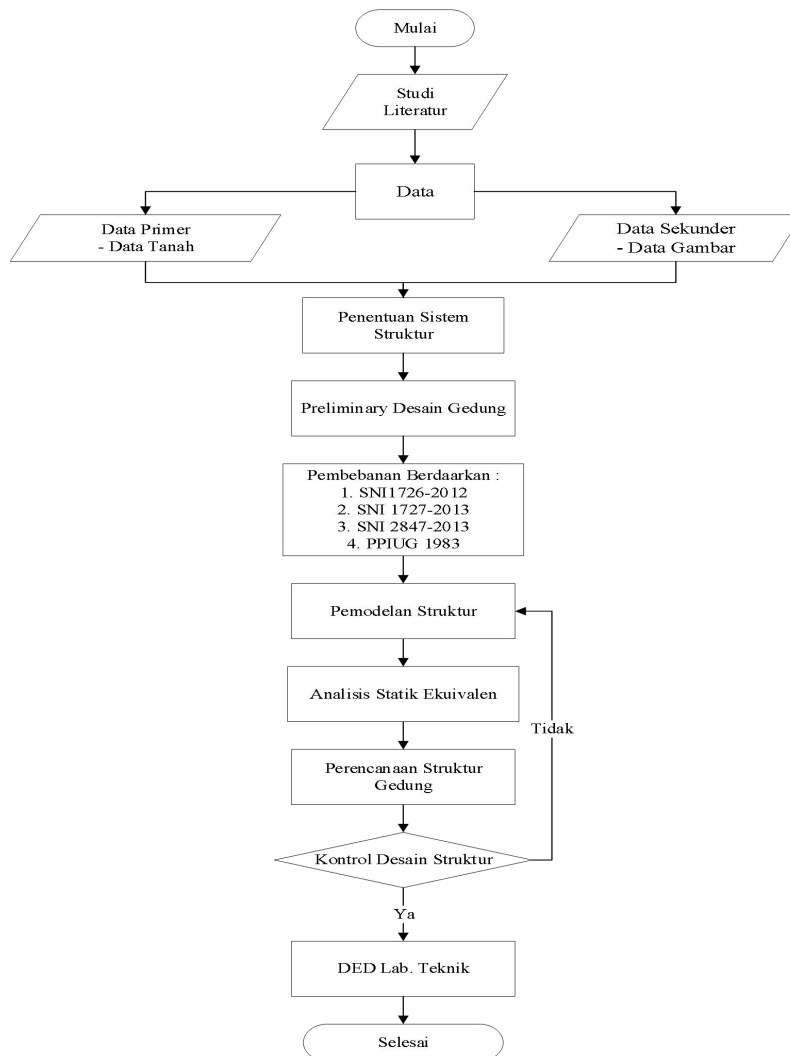 Mulai
Studi
Literatur
Data
Data Primer
- Data Tanah
Data Sekunder
- Data Gambar
Penentuan Sistem
Struktur
Preliminary Desain Gedung
Pembebanan Berdaarkan :
1. SNI1726-2012
2. SNI 1727-2013
3. SNI 2847-2013
4. PPIUG 1983
Pemodelan Struktur
Analisis Statik Ekuivalen
Tidak
Perencanaan Struktur
Gedung
Kontrol Desain Struktur
Ya
DED Lab. Teknik
Selesai